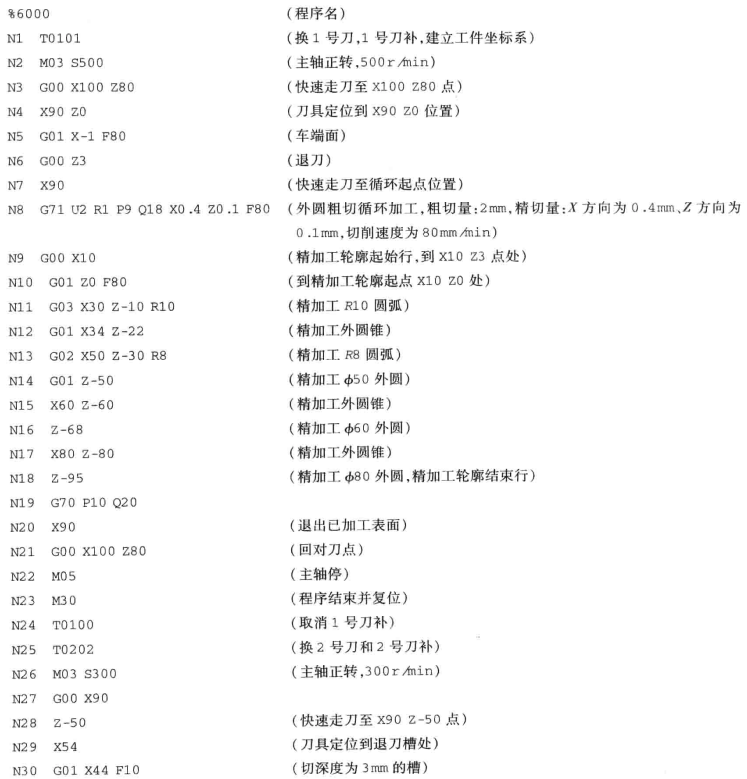 %6000 (程序名)
N1 T0101 (换1号刀,1号刀补,建立工件坐标系)
N2 M03 S500 (主轴正转,500r/min)
N3 G00 X100 Z80 (快速走刀至 X100 Z80 点)
N4 X90 Z0 (刀具定位到 X90 Z0 位置)
N5 G01 X-1 F80 (车端面)
N6 G00 Z3 (退刀)
N7 X90 (快速走刀至循环起点位置)
N8 G71 U2 R1 P9 Q18 X0.4 Z0.1 F80 (外圆粗切循环加工,粗切量:2mm,精切量:X 方向为 0.4mm、Z 方向为
0.1mm,切削速度为 80mm/min)
N9 G00 X10 (精加工轮廓起始行,到 X10 Z3 点处)
N10 G01 Z0 F80 (到精加工轮廓起点 X10 Z0 处)
N11 G03 X30 Z-10 R10 (精加工 R10 圆弧)
N12 G01 X34 Z-22 (精加工外圆锥)
N13 G02 X50 Z-30 R8 (精加工 R8 圆弧)
N14 G01 Z-50 (精加工 ϕ50 外圆)
N15 X60 Z-60 (精加工外圆锥)
N16 Z-68 (精加工 ϕ60 外圆)
N17 X80 Z-80 (精加工外圆锥)
N18 Z-95 (精加工 ϕ80 外圆,精加工轮廓结束行)
N19 G70 P10 Q20
N20 X90 (退出已加工表面)
N21 G00 X100 Z80 (回对刀点)
N22 M05 (主轴停)
N23 M30 (程序结束并复位)
N24 T0100 (取消1号刀补)
N25 T0202 (换2号刀和2号刀补)
N26 M03 S300 (主轴正转,300r/min)
N27 G00 X90
N28 Z-50 (快速走刀至 X90 Z-50 点)
N29 X54 (刀具定位到退刀槽处)
N30 G01 X44 F10 (切深度为 3mm 的槽)